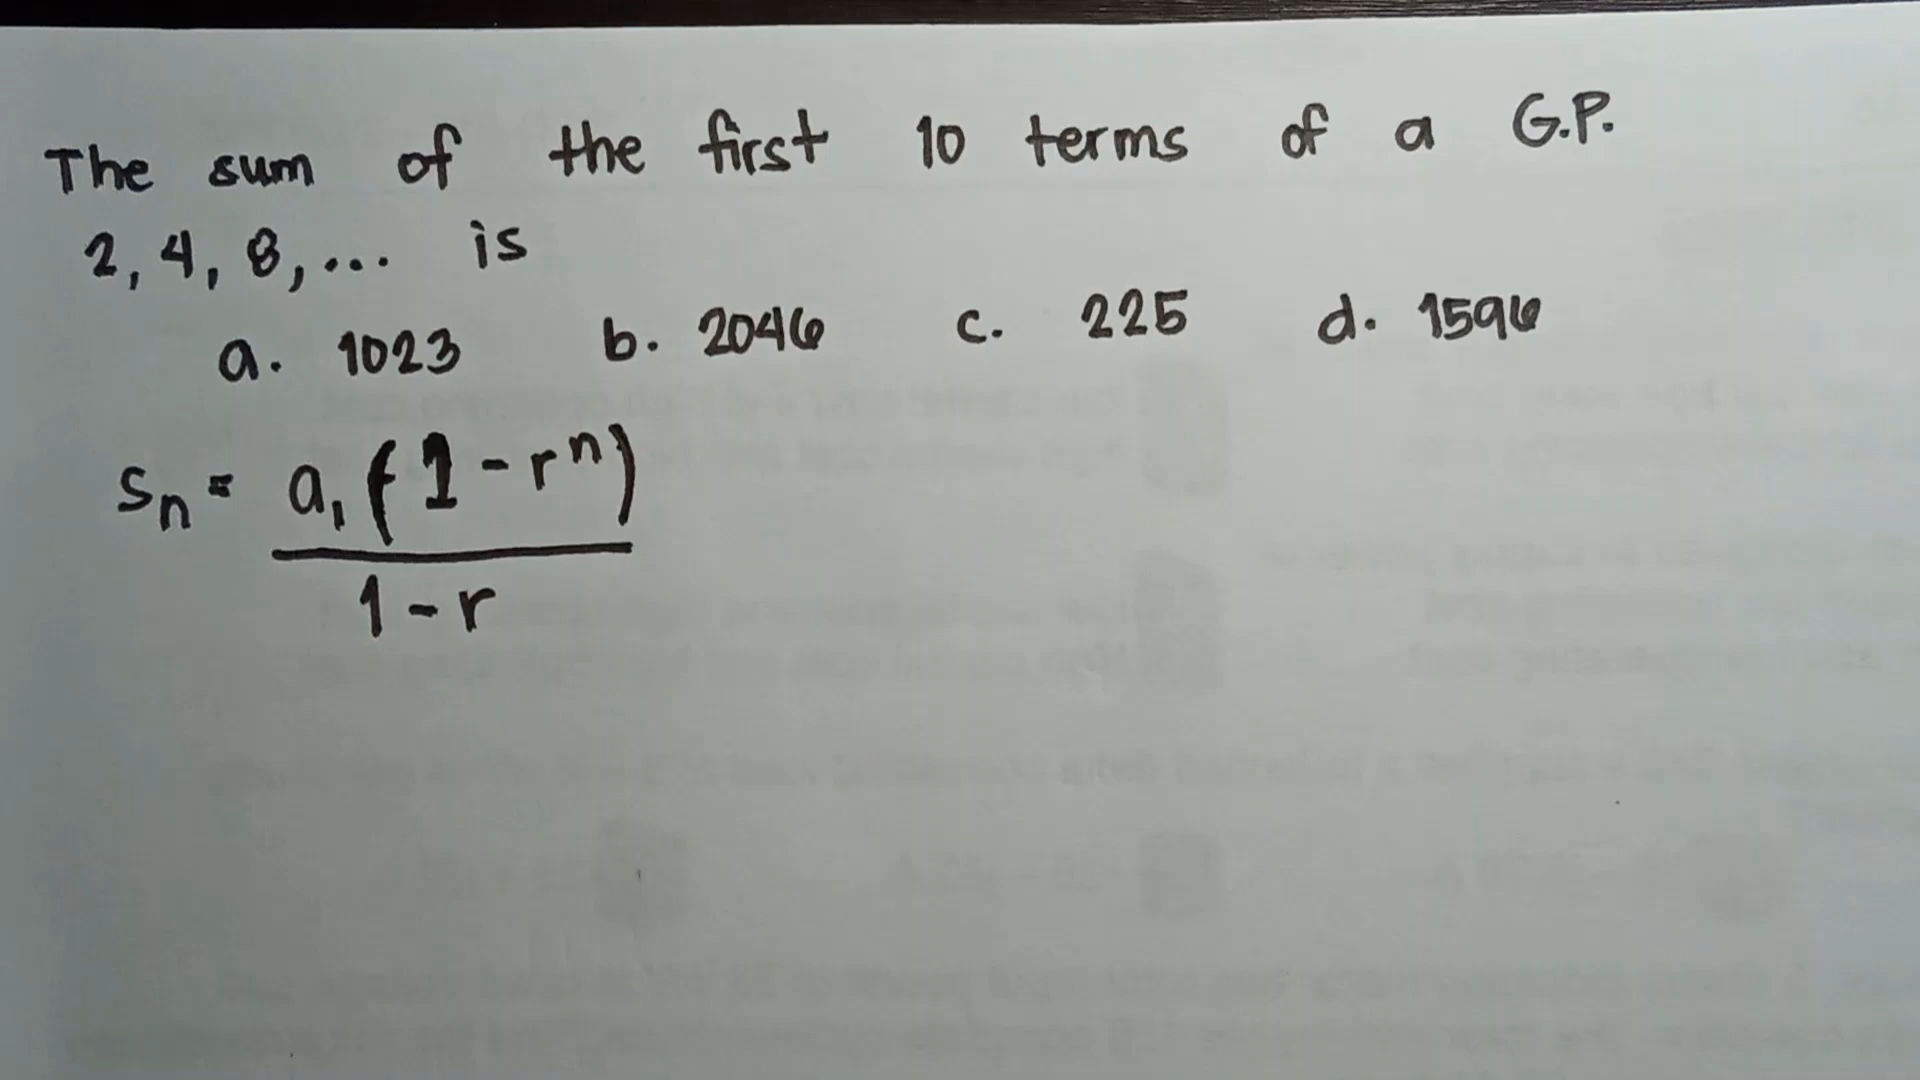 The sum of the first 10 terms of a G.P.
2, 4, 8, ... is
a. 1023 b. 2046 c. 225 d. 1596
Sₙ = a₁(1 - rⁿ)
1 - r